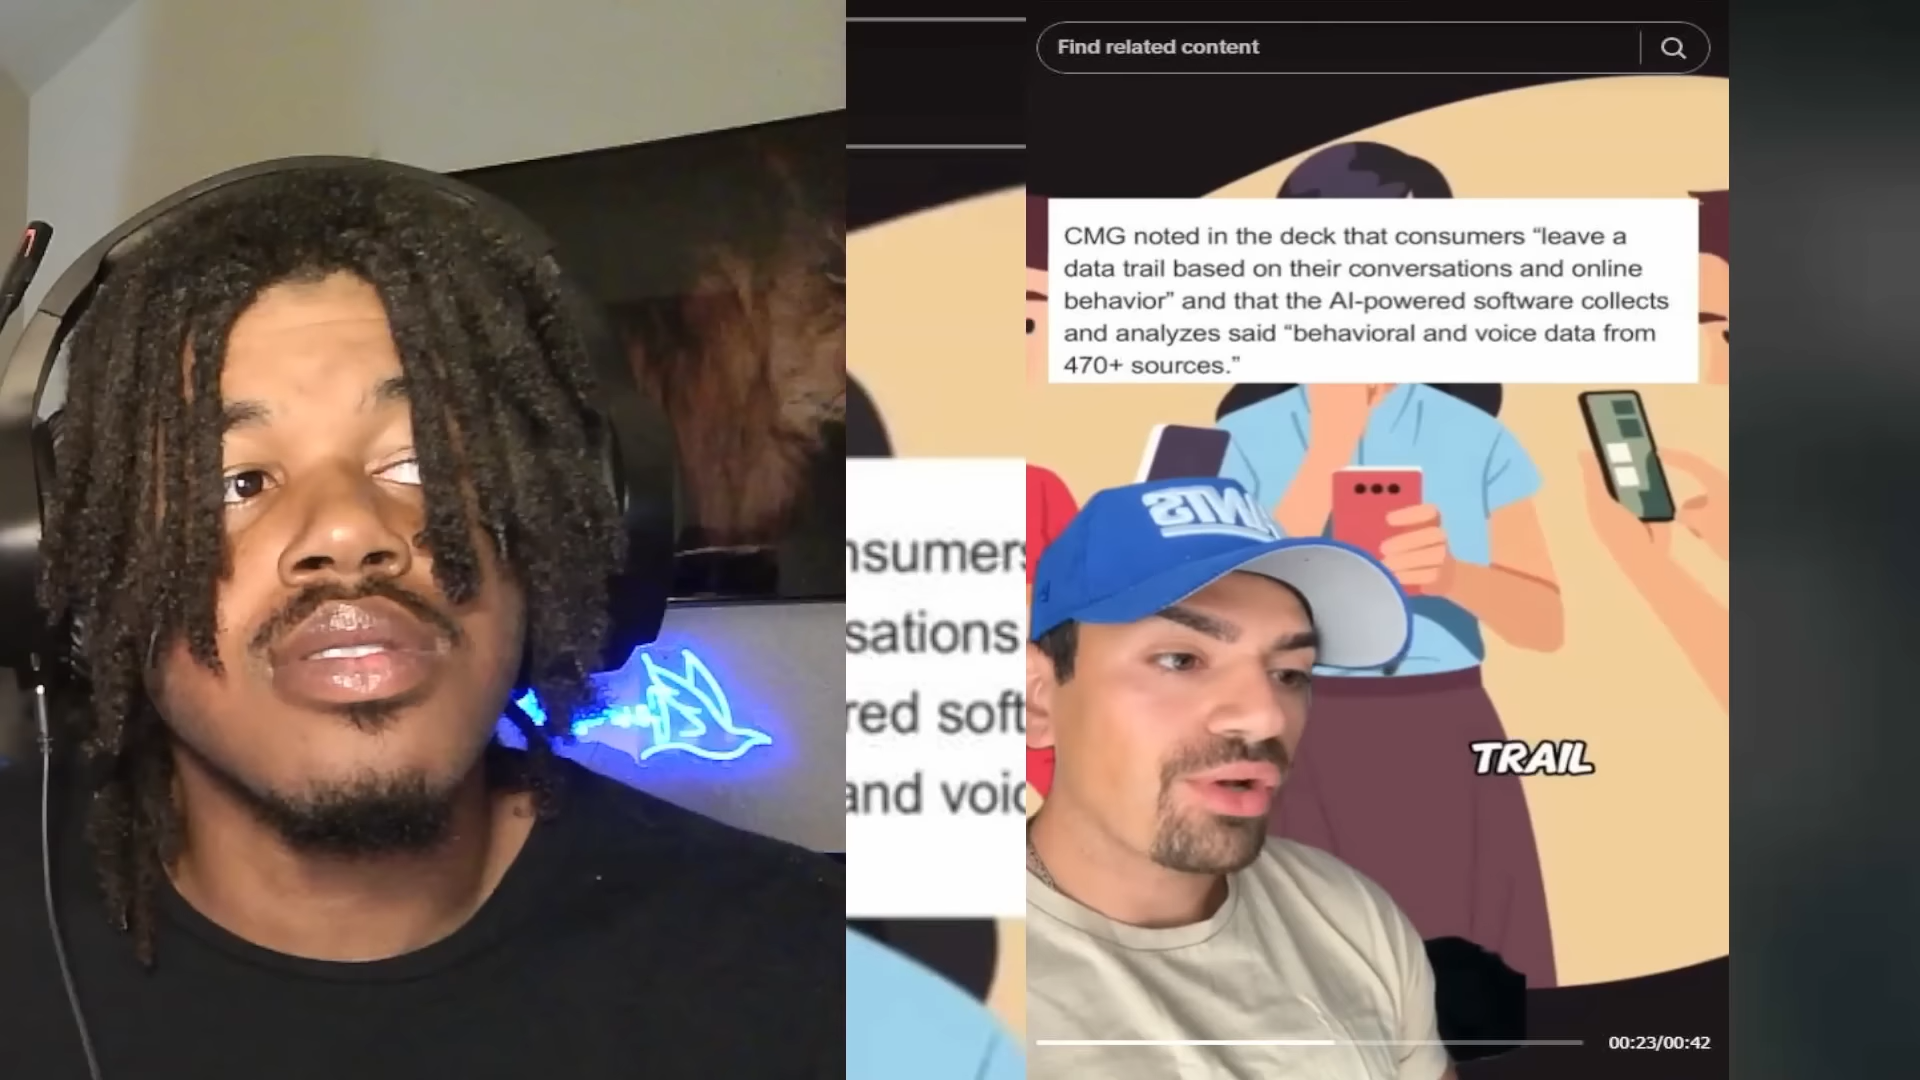 Find related content
CMG noted in the deck that consumers “leave a
data trail based on their conversations and online
behavior” and that the AI-powered software collects
and analyzes said “behavioral and voice data from
470+ sources.”
nsumers
sations
red soft
and voic
TRAIL
00:23/00:42